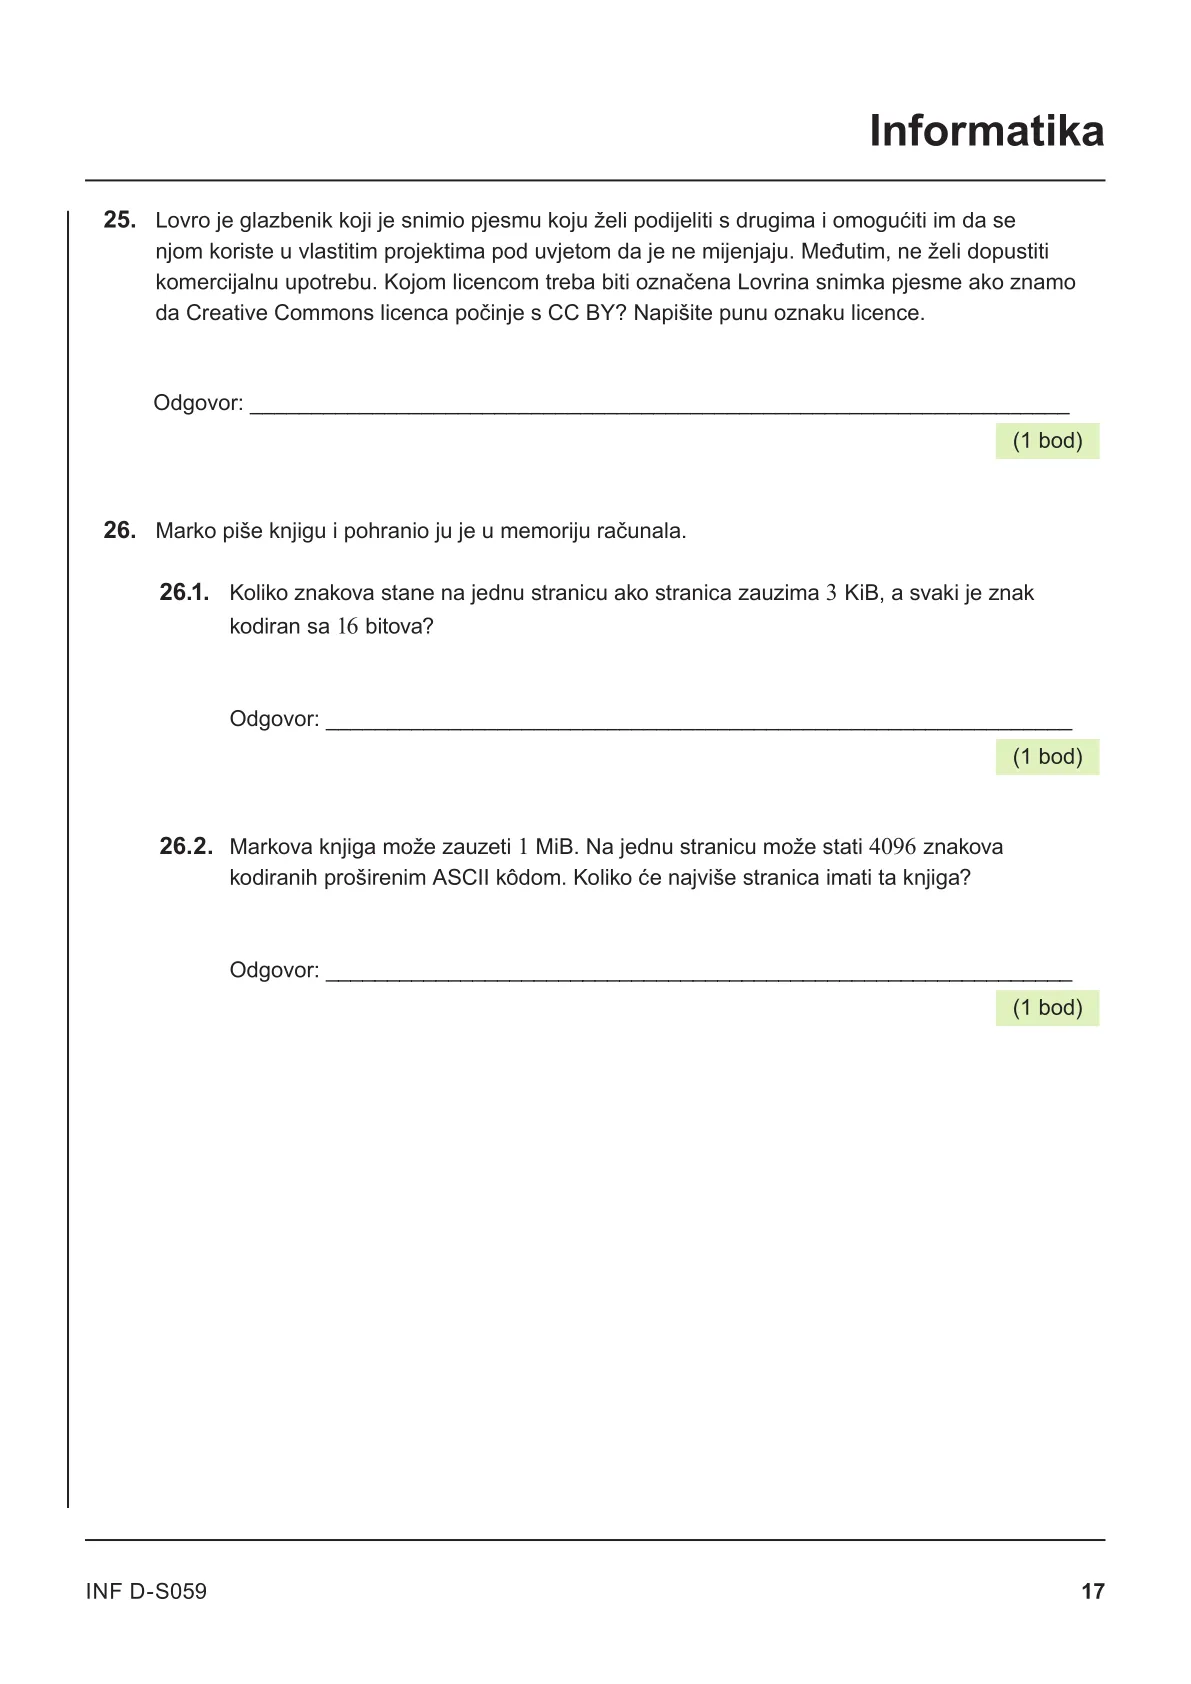 Informatika
25. Lovro je glazbenik koji je snimio pjesmu koju želi podijeliti s drugima i omogućiti im da se
njom koriste u vlastitim projektima pod uvjetom da je ne mijenjaju. Međutim, ne želi dopustiti
komercijalnu upotrebu. Kojom licencom treba biti označena Lovrina snimka pjesme ako znamo
da Creative Commons licenca počinje s CC BY? Napišite punu oznaku licence.
Odgovor: ____________________________________________________________________
(1 bod)
26. Marko piše knjigu i pohranio ju je u memoriju računala.
26.1. Koliko znakova stane na jednu stranicu ako stranica zauzima 3 KiB, a svaki je znak
kodiran sa 16 bitova?
Odgovor: ______________________________________________________________
(1 bod)
26.2. Markova knjiga može zauzeti 1 MiB. Na jednu stranicu može stati 4096 znakova
kodiranih proširenim ASCII kôdom. Koliko će najviše stranica imati ta knjiga?
Odgovor: ______________________________________________________________
(1 bod)
INF D-S059
17